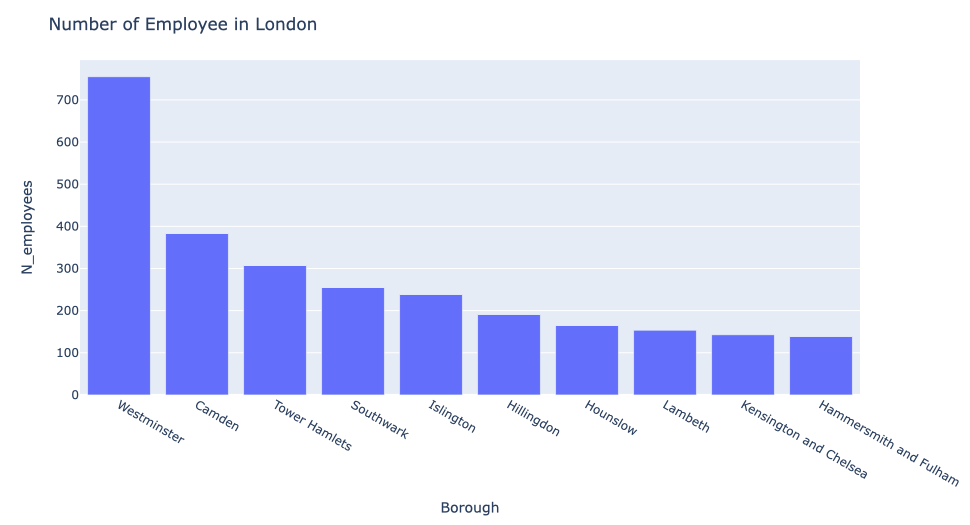 Number of Employee in London
N_employees
700
600
500
400
300
200
100
0
Westminster
Camden
Tower Hamlets
Southwark
Islington
Hillingdon
Hounslow
Lambeth
Kensington and Chelsea
Hammersmith and Fulham
Borough